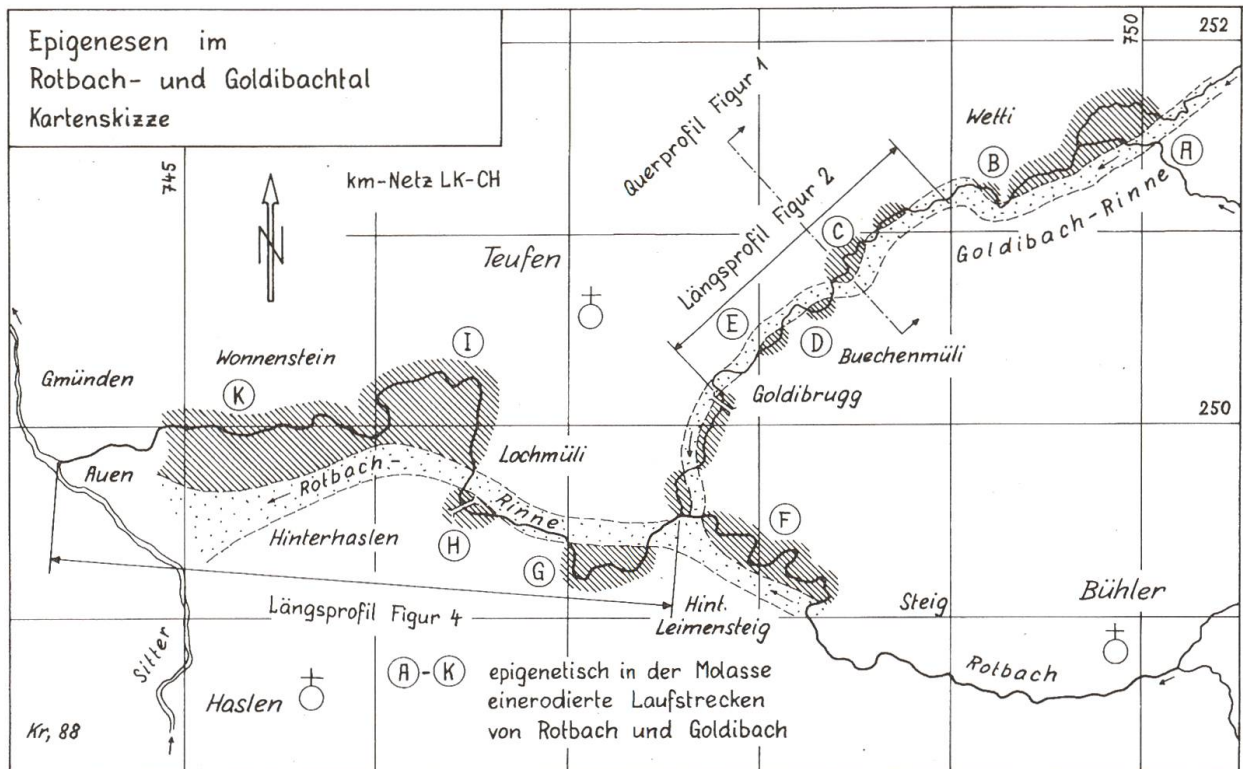 Epigenesen im
Rotbach- und Goldibachtal
Kartenskizze
750
252
745
km-Netz LK-CH
Querprofil Figur 1
Längsprofil Figur 2
Wetti
A
B
Goldibach-Rinne
C
Teufen
E
D
Buechenmüli
I
Wonnenstein
Gmünden
K
Goldibrugg
250
Lochmüli
Auen
Rotbach-
Rinne
Hinterhaslen
H
F
G
Längsprofil Figur 4
Hint.
Leimensteig
Steig
Bühler
Sitter
Rotbach
Haslen
A-K epigenetisch in der Molasse
einerodierte Laufstrecken
von Rotbach und Goldibach
Kr, 88
N